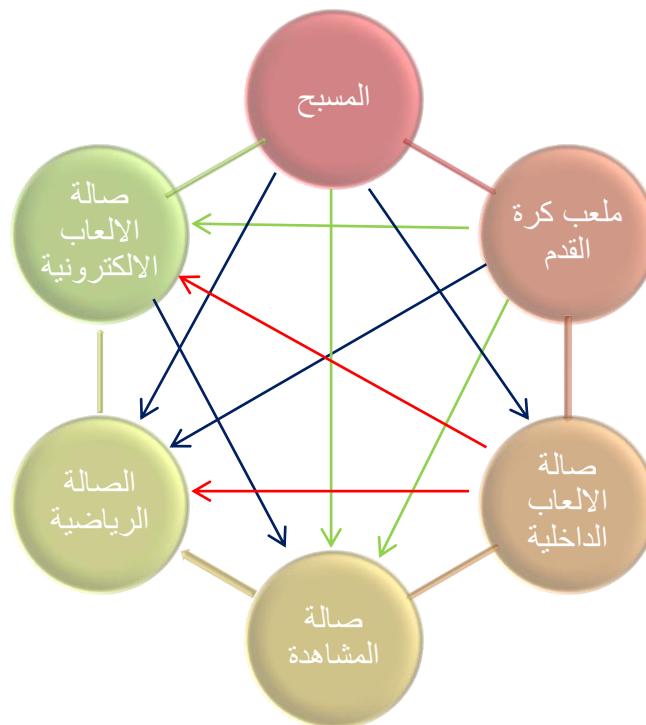 المسبح
ملعب كرة
القدم
صالة
الالعاب
الداخلية
صالة
المشاهدة
الصالة
الرياضية
صالة
الالعاب
الالكترونية